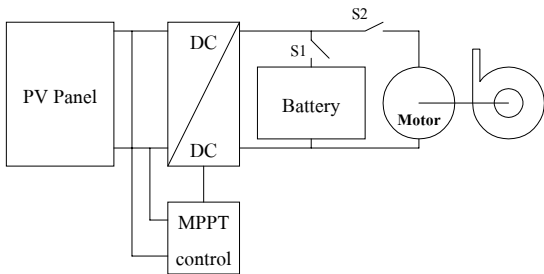 S2
DC
S1
PV Panel
Battery
Motor
DC
MPPT
control